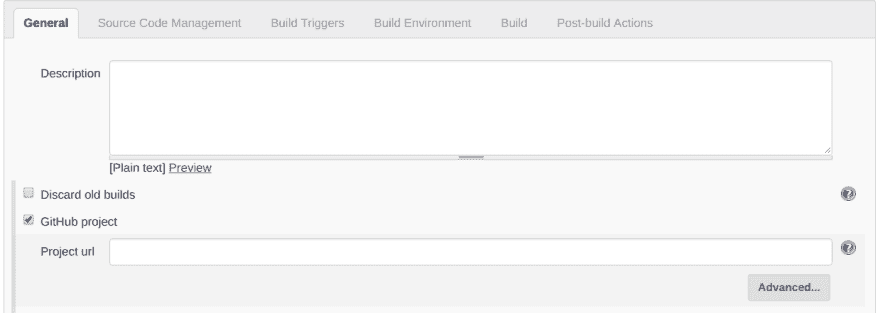 General Source Code Management Build Triggers Build Environment Build Post-build Actions
Description
[Plain text] Preview
Discard old builds
GitHub project
Project url
Advanced...